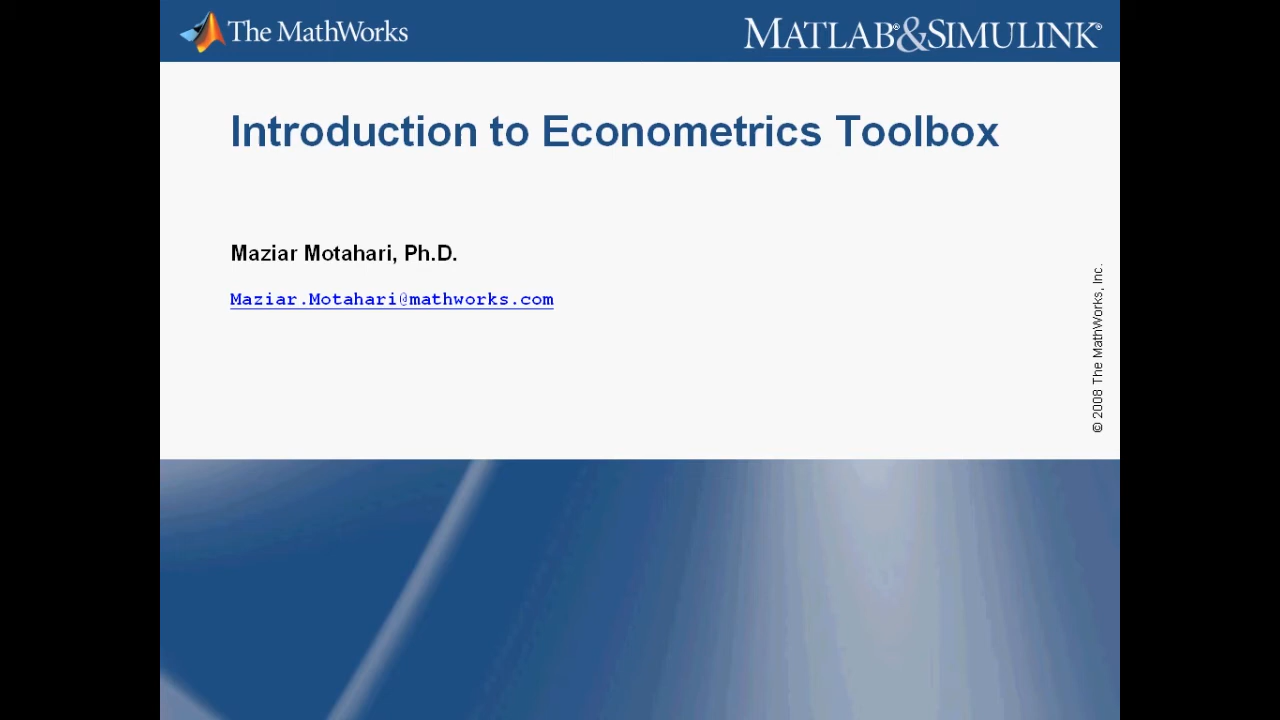 The MathWorks
MATLAB®&SIMULINK®
Introduction to Econometrics Toolbox
Maziar Motahari, Ph.D.
Maziar.Motahari@mathworks.com
© 2008 The MathWorks, Inc.